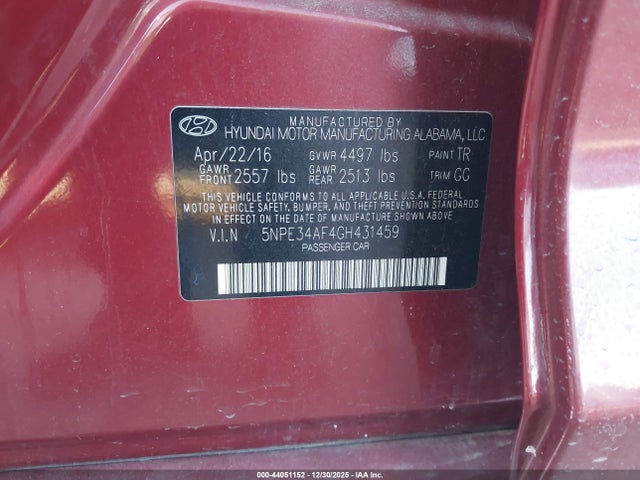 MANUFACTURED BY
HYUNDAI MOTOR MANUFACTURING ALABAMA, LLC
Apr/22/16 GVWR 4497 lbs PAINT TR
GAWR FRONT 2557 lbs GAWR REAR 2513 lbs TRIM GG
THIS VEHICLE CONFORMS TO ALL APPLICABLE U.S.A. FEDERAL
MOTOR VEHICLE SAFETY, BUMPER, AND THEFT PREVENTION STANDARDS
IN EFFECT ON THE DATE OF MANUFACTURE SHOWN ABOVE.
V.I.N 5NPE34AF4GH431459
PASSENGER CAR
000-44051152 - 12/30/2025 - IAA Inc.